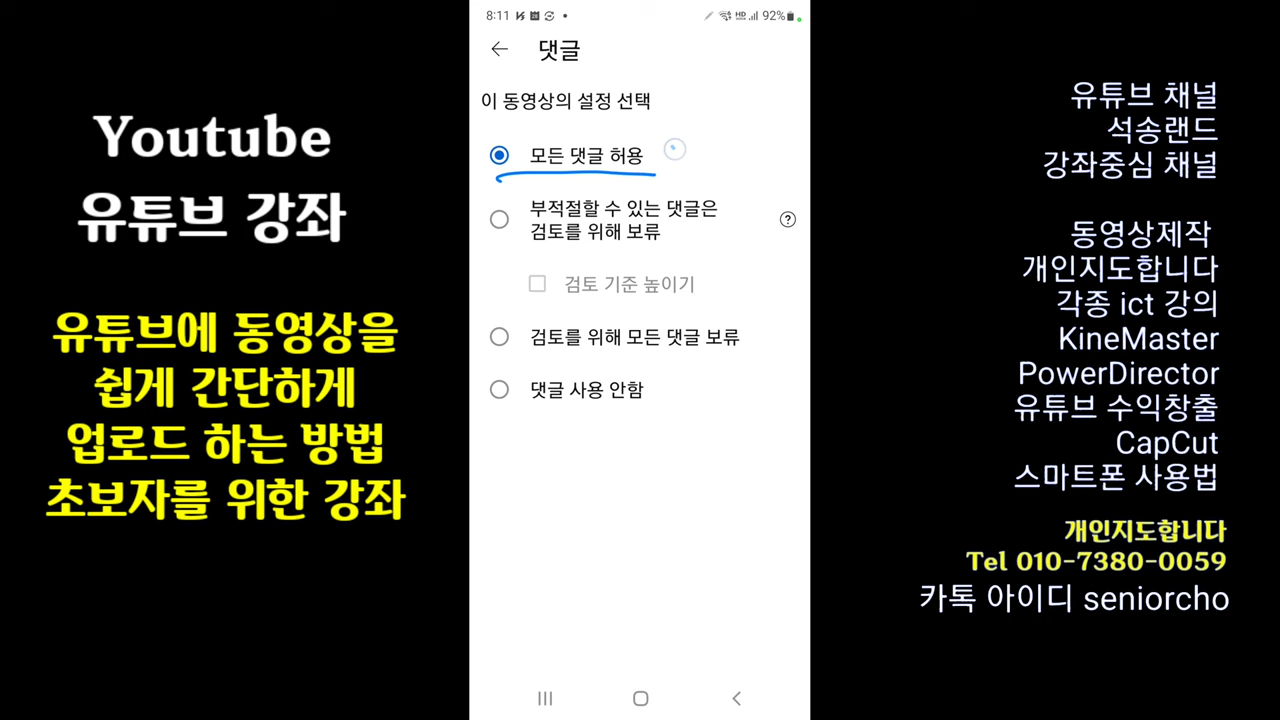 Youtube
유튜브 강좌
유튜브에 동영상을
쉽게 간단하게
업로드 하는 방법
초보자를 위한 강좌
8:11
92%
댓글
이 동영상의 설정 선택
모든 댓글 허용
부적절할 수 있는 댓글은
검토를 위해 보류
검토 기준 높이기
검토를 위해 모든 댓글 보류
댓글 사용 안함
유튜브 채널
석송랜드
강좌중심 채널
동영상제작
개인지도합니다
각종 ict 강의
KineMaster
PowerDirector
유튜브 수익창출
CapCut
스마트폰 사용법
개인지도합니다
Tel 010-7380-0059
카톡 아이디 seniorcho